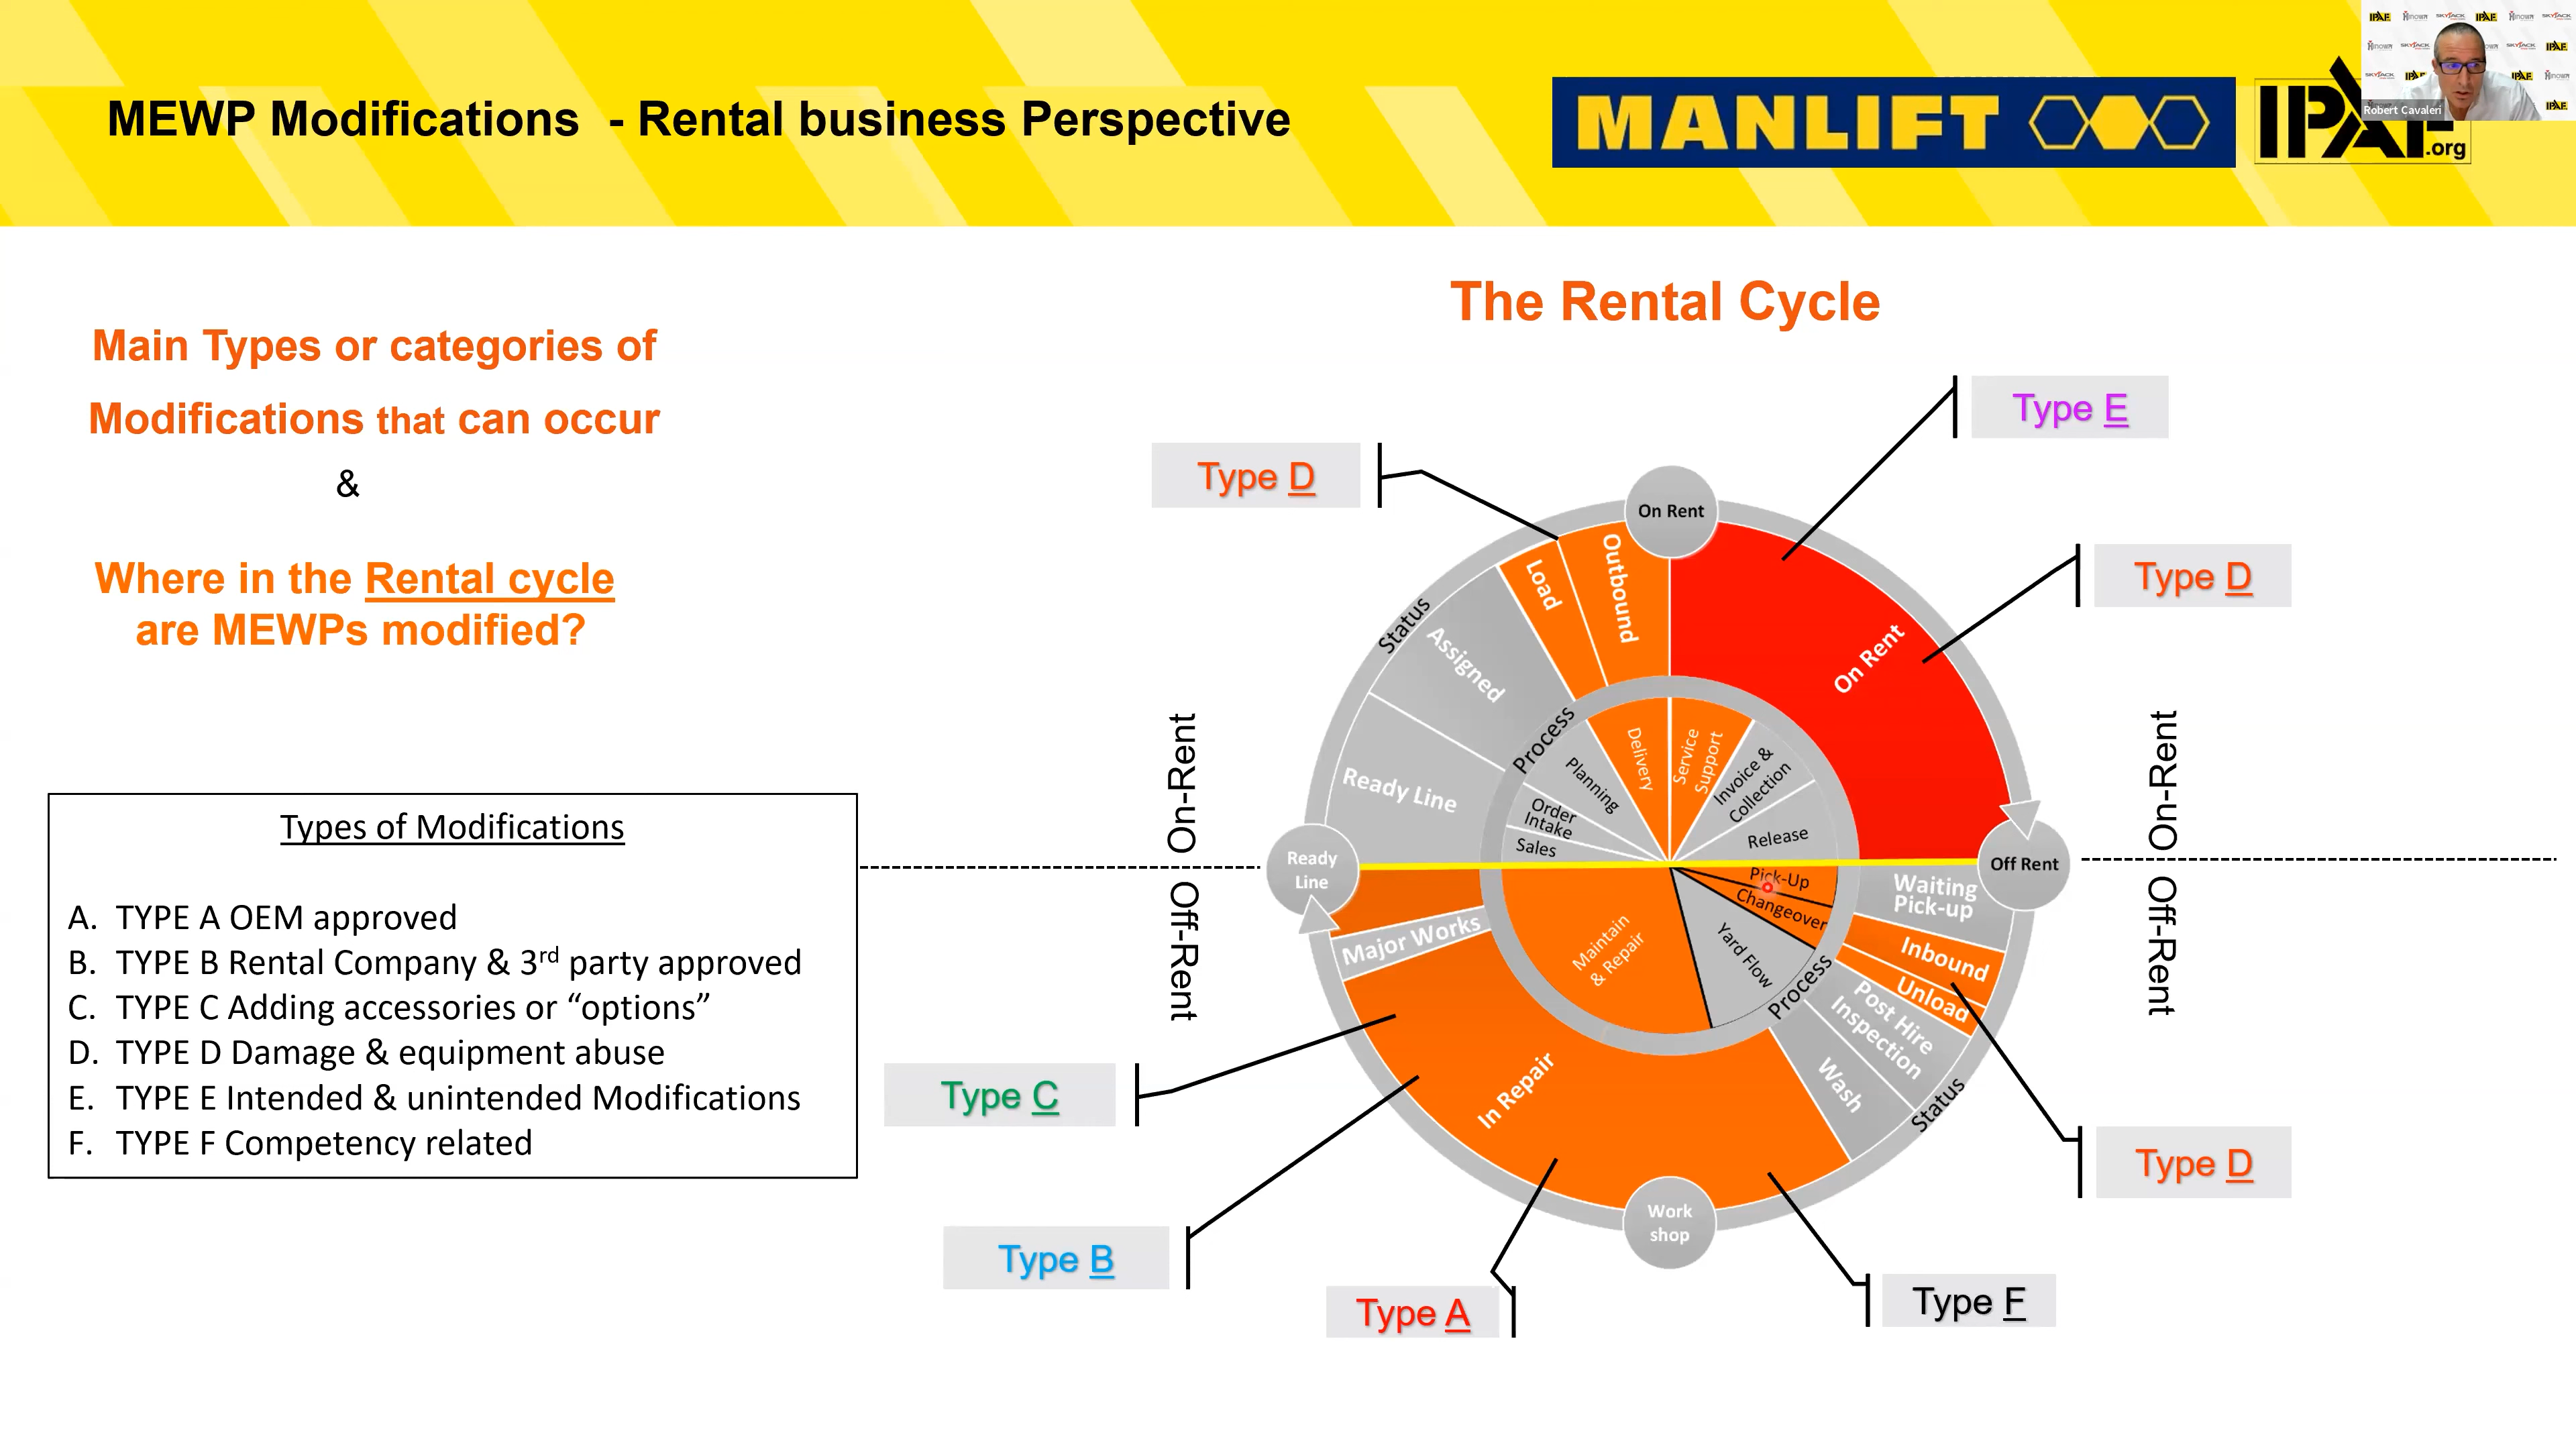 MEWP Modifications - Rental business Perspective
MANLIFT
IPAF
.org
Robert Cavaleri
Main Types or categories of
Modifications that can occur
&
Where in the Rental cycle
are MEWPs modified?
Types of Modifications
A. TYPE A OEM approved
B. TYPE B Rental Company & 3rd party approved
C. TYPE C Adding accessories or “options”
D. TYPE D Damage & equipment abuse
E. TYPE E Intended & unintended Modifications
F. TYPE F Competency related
The Rental Cycle
Type E
Type D
Type D
On Rent
Load
Outbound
On Rent
Status
Assigned
Ready Line
Process
Planning
Order
Intake
Sales
Delivery
Service
Support
Invoice &
Collection
Release
On-Rent
Off-Rent
On-Rent
Off-Rent
Ready
Line
Off Rent
Pick-Up
Changeover
Yard Flow
Maintain
& Repair
Process
Waiting
Pick-up
Inbound
Unload
Post Hire
Inspection
Wash
Status
Major Works
In Repair
Work
shop
Type C
Type B
Type A
Type F
Type D
IPAF Hinowa SKYJACK IPAF Hinowa SKYJACK